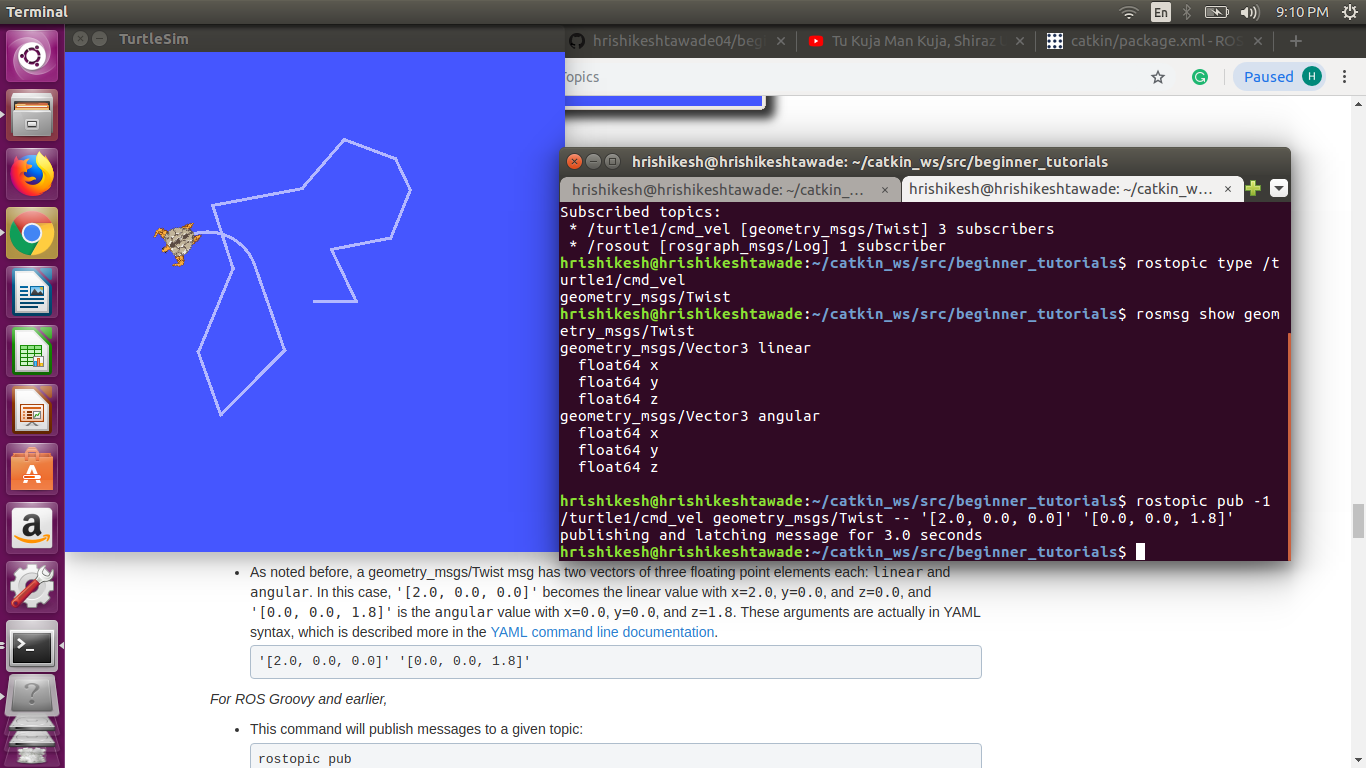 Terminal
En
9:10 PM
TurtleSim
hrishikeshtawade04/beg
Tu Kuja Man Kuja, Shiraz
catkin/package.xml - ROS
Topics
Paused
H
hrishikesh@hrishikeshtawade: ~/catkin_ws/src/beginner_tutorials
hrishikesh@hrishikeshtawade: ~/catkin_...
hrishikesh@hrishikeshtawade: ~/catkin_w...
Subscribed topics:
* /turtle1/cmd_vel [geometry_msgs/Twist] 3 subscribers
* /rosout [rosgraph_msgs/Log] 1 subscriber
hrishikesh@hrishikeshtawade:~/catkin_ws/src/beginner_tutorials$ rostopic type /t
urtle1/cmd_vel
geometry_msgs/Twist
hrishikesh@hrishikeshtawade:~/catkin_ws/src/beginner_tutorials$ rosmsg show geom
etry_msgs/Twist
geometry_msgs/Vector3 linear
float64 x
float64 y
float64 z
geometry_msgs/Vector3 angular
float64 x
float64 y
float64 z
hrishikesh@hrishikeshtawade:~/catkin_ws/src/beginner_tutorials$ rostopic pub -1
/turtle1/cmd_vel geometry_msgs/Twist -- '[2.0, 0.0, 0.0]' '[0.0, 0.0, 1.8]'
publishing and latching message for 3.0 seconds
hrishikesh@hrishikeshtawade:~/catkin_ws/src/beginner_tutorials$
• As noted before, a geometry_msgs/Twist msg has two vectors of three floating point elements each: linear and
angular. In this case, '[2.0, 0.0, 0.0]' becomes the linear value with x=2.0, y=0.0, and z=0.0, and
'[0.0, 0.0, 1.8]' is the angular value with x=0.0, y=0.0, and z=1.8. These arguments are actually in YAML
syntax, which is described more in the YAML command line documentation.
'[2.0, 0.0, 0.0]' '[0.0, 0.0, 1.8]'
For ROS Groovy and earlier,
• This command will publish messages to a given topic:
rostopic pub